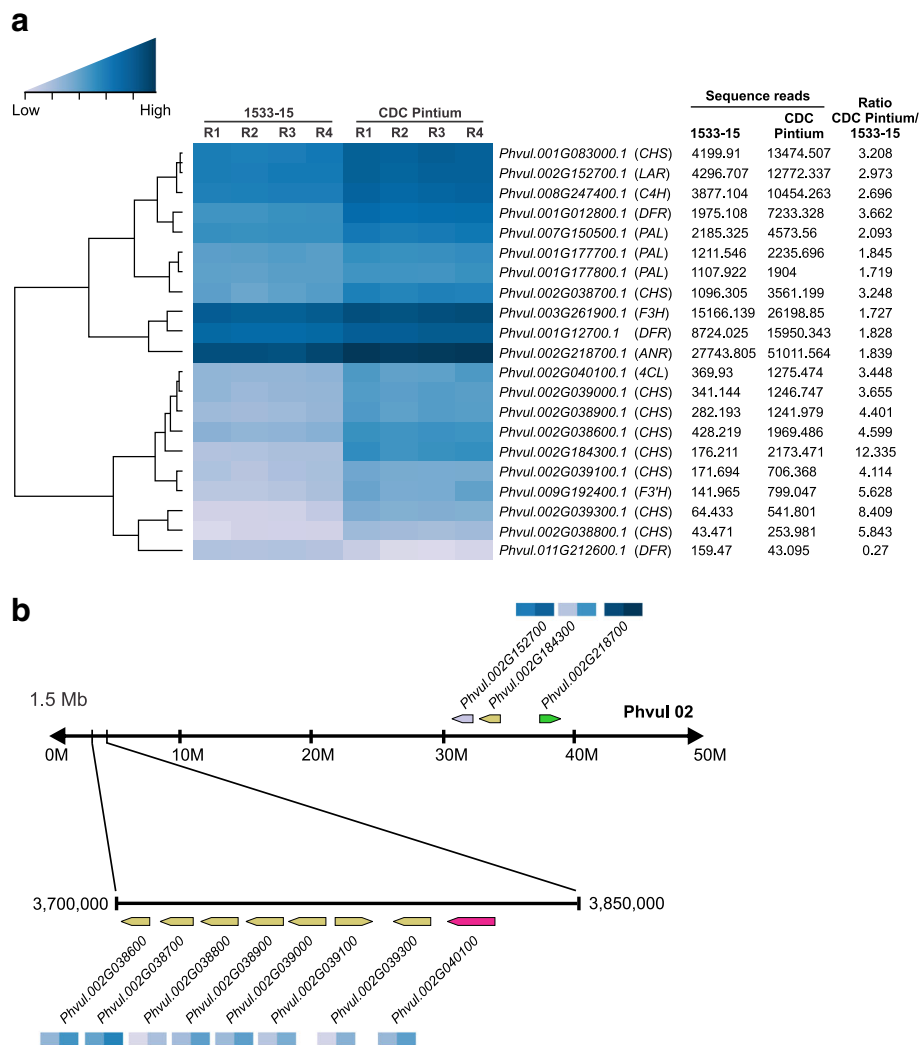 a
Low High
1533-15 CDC Pintium
R1 R2 R3 R4 R1 R2 R3 R4
Sequence reads
1533-15 CDC Pintium
Ratio CDC Pintium/ 1533-15
Phvul.001G083000.1 (CHS) 4199.91 13474.507 3.208
Phvul.002G152700.1 (LAR) 4296.707 12772.337 2.973
Phvul.008G247400.1 (C4H) 3877.104 10454.263 2.696
Phvul.001G012800.1 (DFR) 1975.108 7233.328 3.662
Phvul.007G150500.1 (PAL) 2185.325 4573.56 2.093
Phvul.001G177700.1 (PAL) 1211.546 2235.696 1.845
Phvul.001G177800.1 (PAL) 1107.922 1904 1.719
Phvul.002G038700.1 (CHS) 1096.305 3561.199 3.248
Phvul.003G261900.1 (F3H) 15166.139 26198.85 1.727
Phvul.001G12700.1 (DFR) 8724.025 15950.343 1.828
Phvul.002G218700.1 (ANR) 27743.805 51011.564 1.839
Phvul.002G040100.1 (4CL) 369.93 1275.474 3.448
Phvul.002G039000.1 (CHS) 341.144 1246.747 3.655
Phvul.002G038900.1 (CHS) 282.193 1241.979 4.401
Phvul.002G038600.1 (CHS) 428.219 1969.486 4.599
Phvul.002G184300.1 (CHS) 176.211 2173.471 12.335
Phvul.002G039100.1 (CHS) 171.694 706.368 4.114
Phvul.009G192400.1 (F3'H) 141.965 799.047 5.628
Phvul.002G039300.1 (CHS) 64.433 541.801 8.409
Phvul.002G038800.1 (CHS) 43.471 253.981 5.843
Phvul.011G212600.1 (DFR) 159.47 43.095 0.27
b
Phvul.002G152700
Phvul.002G184300
Phvul.002G218700
1.5 Mb
Phvul 02
0M 10M 20M 30M 40M 50M
3,700,000 3,850,000
Phvul.002G038600
Phvul.002G038700
Phvul.002G038800
Phvul.002G038900
Phvul.002G039000
Phvul.002G039100
Phvul.002G039300
Phvul.002G040100